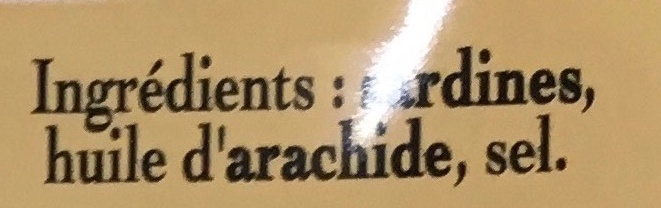 Ingrédients : sardines,
huile d'arachide, sel.